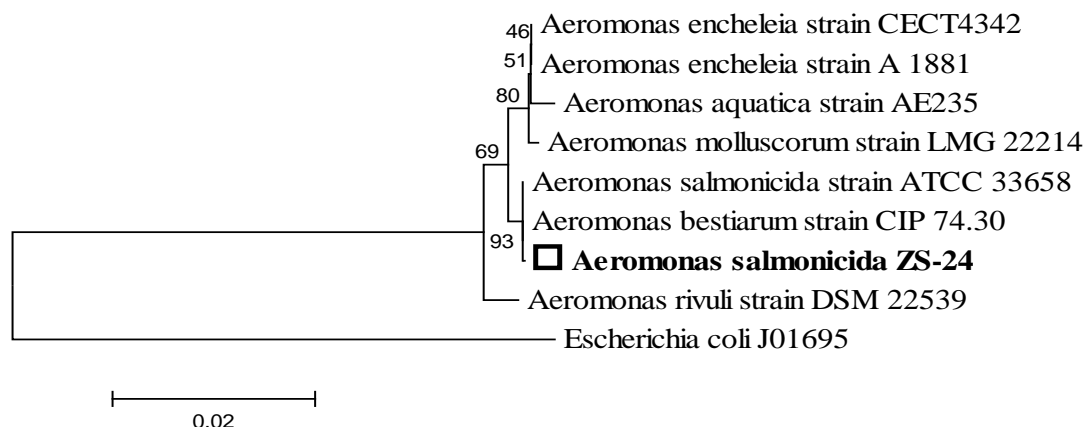 46
Aeromonas encheleia strain CECT4342
51
Aeromonas encheleia strain A 1881
80
Aeromonas aquatica strain AE235
Aeromonas molluscorum strain LMG 22214
69
Aeromonas salmonicida strain ATCC 33658
Aeromonas bestiarum strain CIP 74.30
93
Aeromonas salmonicida ZS-24
Aeromonas rivuli strain DSM 22539
Escherichia coli J01695
0.02